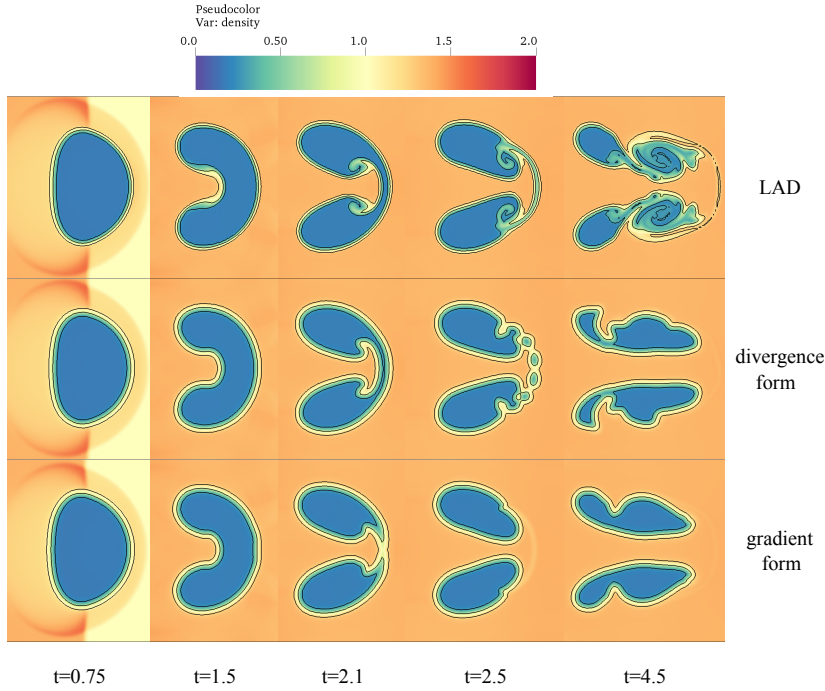 Pseudocolor
Var: density
0.0 0.50 1.0 1.5 2.0
LAD
divergence
form
gradient
form
t=0.75 t=1.5 t=2.1 t=2.5 t=4.5